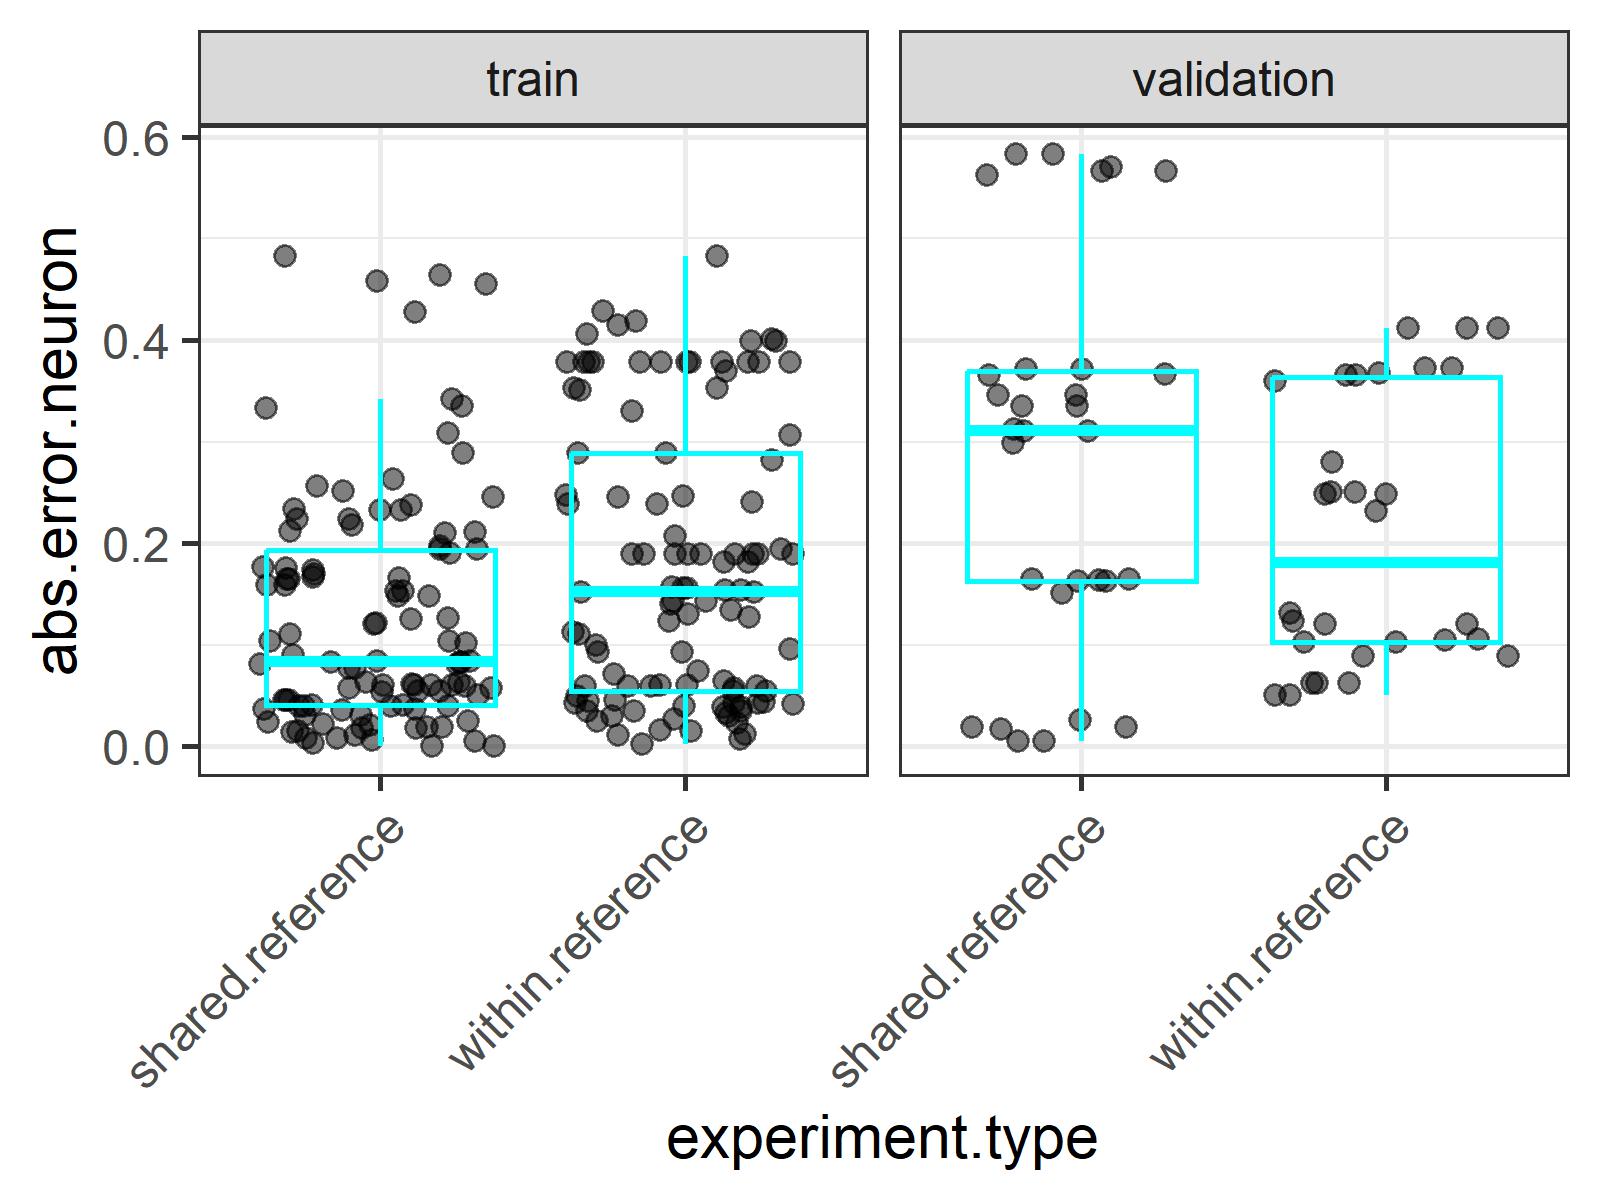 train
validation
abs.error.neuron
0.6
0.4
0.2
0.0
shared.reference
within.reference
shared.reference
within.reference
experiment.type